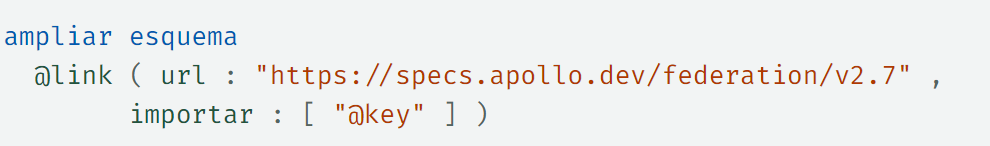 ampliar esquema
@link ( url : "https://specs.apollo.dev/federation/v2.7" ,
importar : [ "@key" ] )